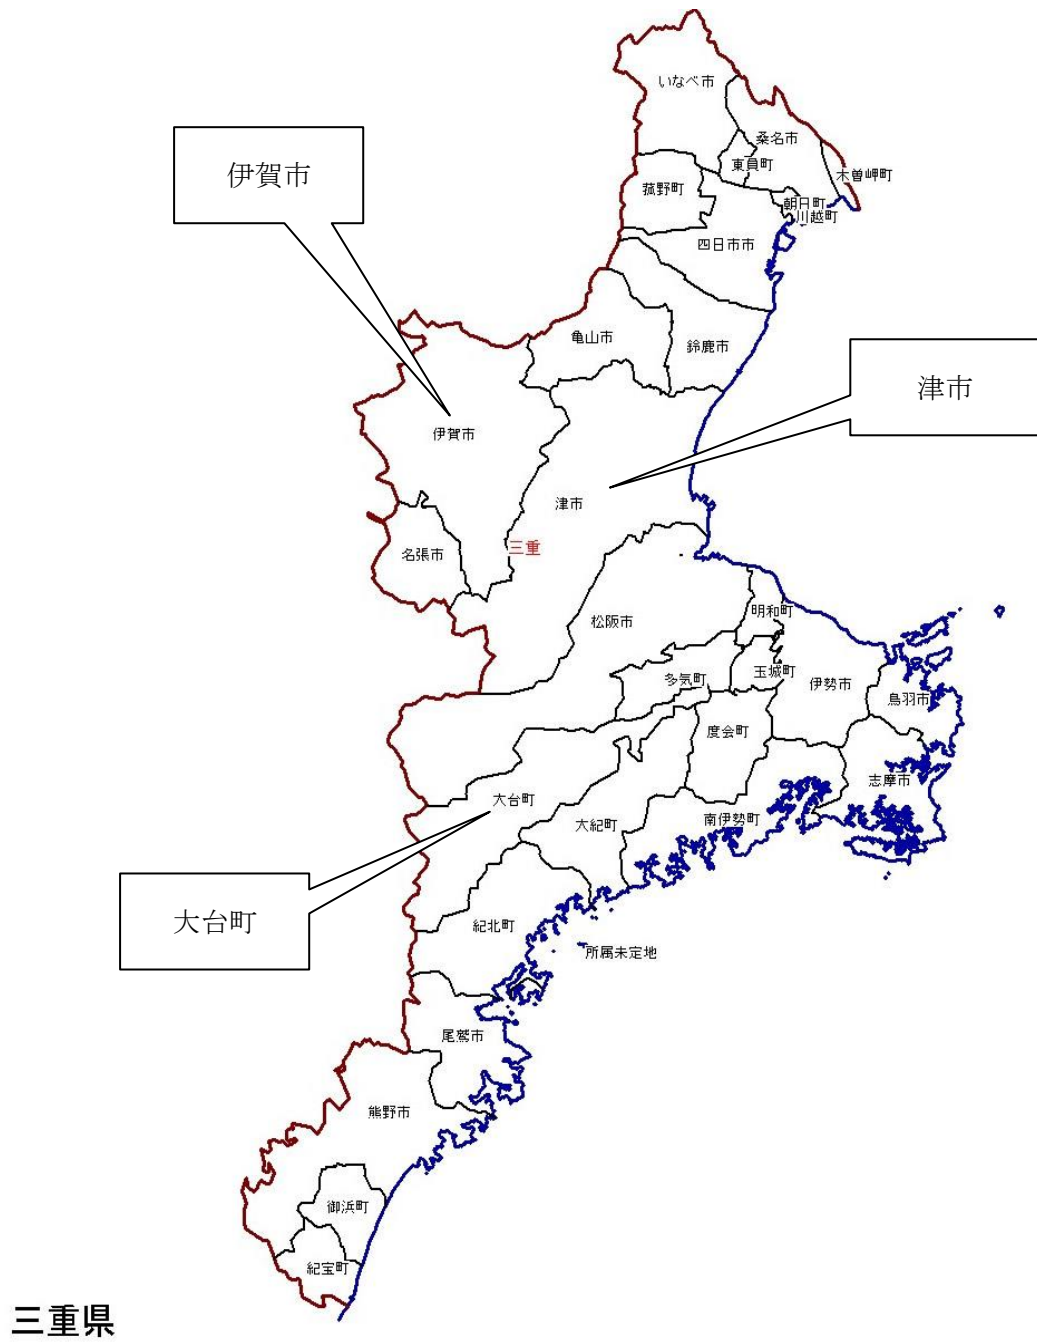 いなべ市
桑名市
東員町
木曽岬町
菰野町
朝日町
川越町
四日市市
伊賀市
亀山市
鈴鹿市
津市
伊賀市
津市
名張市
三重
松阪市
明和町
多気町
玉城町
伊勢市
鳥羽市
度会町
志摩市
大台町
大紀町
南伊勢町
大台町
紀北町
所属未定地
尾鷲市
熊野市
御浜町
紀宝町
三重県